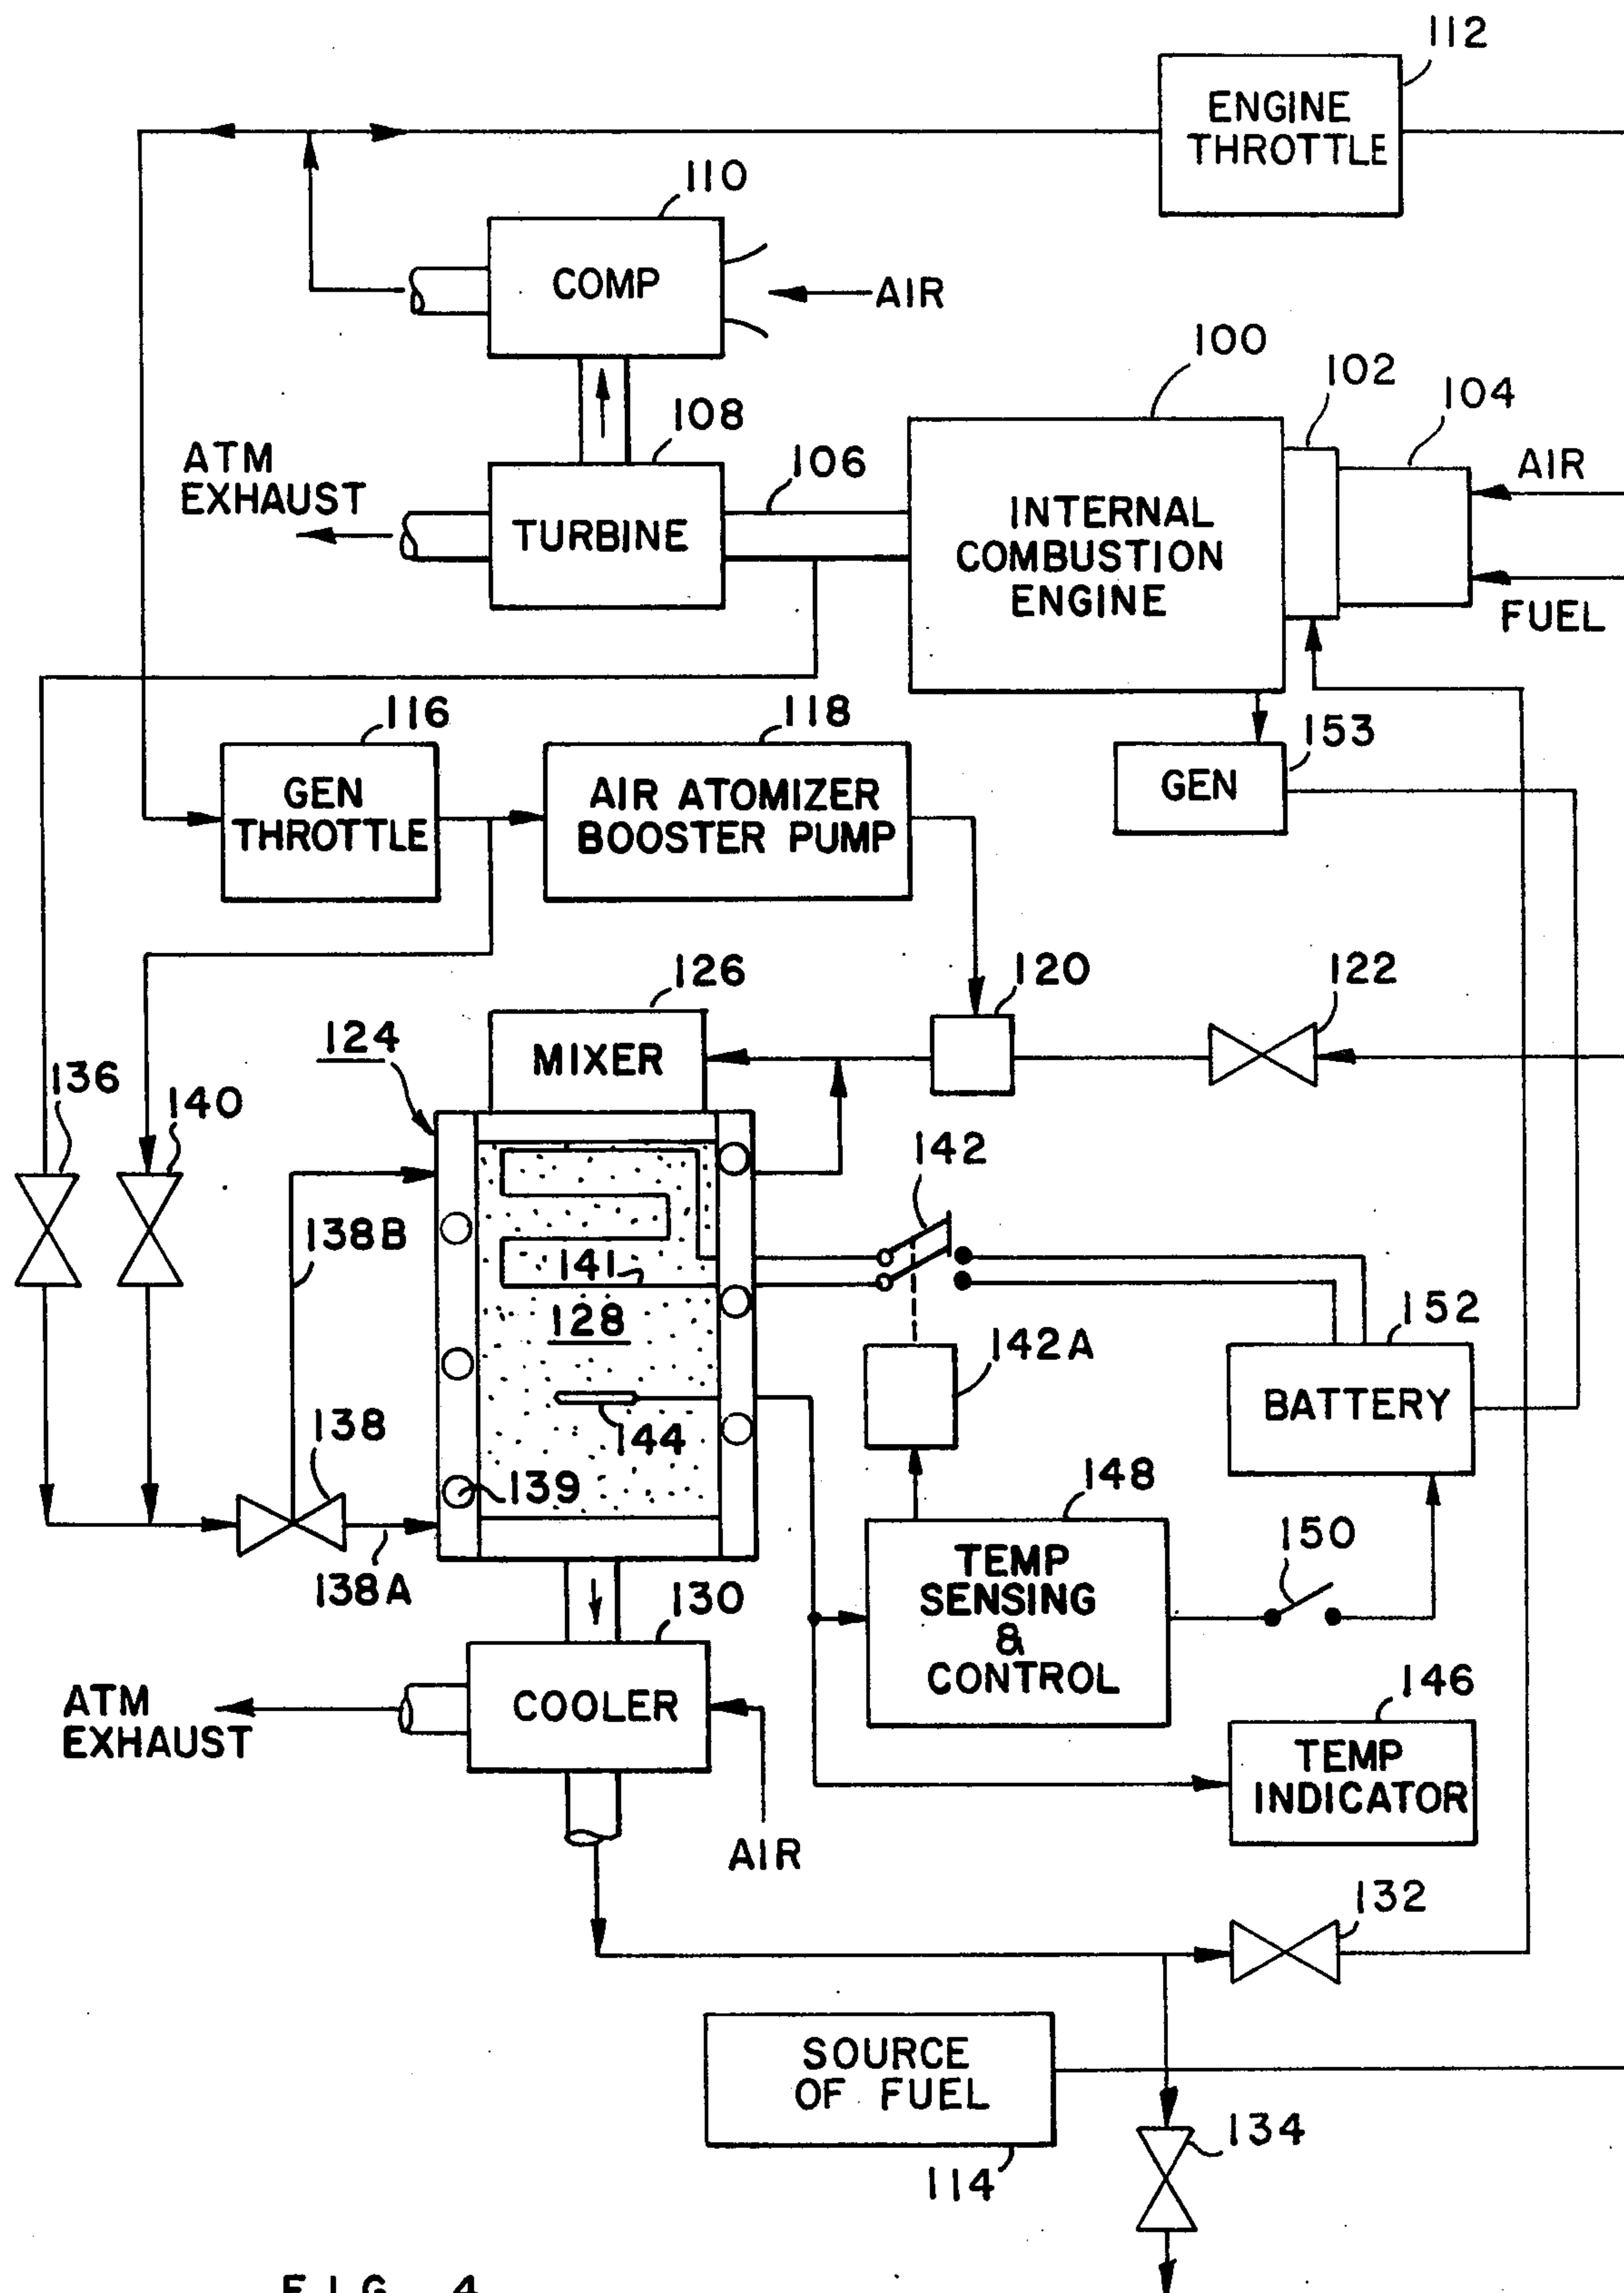 112
ENGINE
THROTTLE
110
COMP
AIR
100
102
104
108
ATM
EXHAUST
106
AIR
TURBINE
INTERNAL
COMBUSTION
ENGINE
FUEL
116
118
153
GEN
THROTTLE
AIR ATOMIZER
BOOSTER PUMP
GEN
126
120
122
124
MIXER
136
140
142
138B
141
128
152
142A
BATTERY
144
138
139
148
150
138A
TEMP
SENSING
&
CONTROL
130
ATM
EXHAUST
COOLER
146
TEMP
INDICATOR
AIR
132
SOURCE
OF FUEL
134
114
FIG. 4